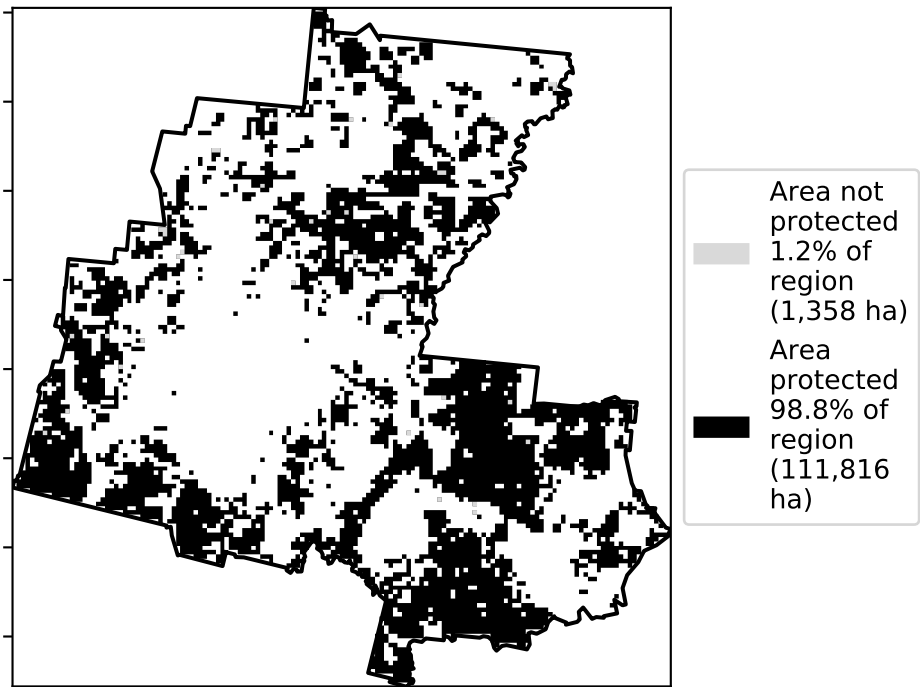 Area not
protected
1.2% of
region
(1,358 ha)
Area
protected
98.8% of
region
(111,816
ha)